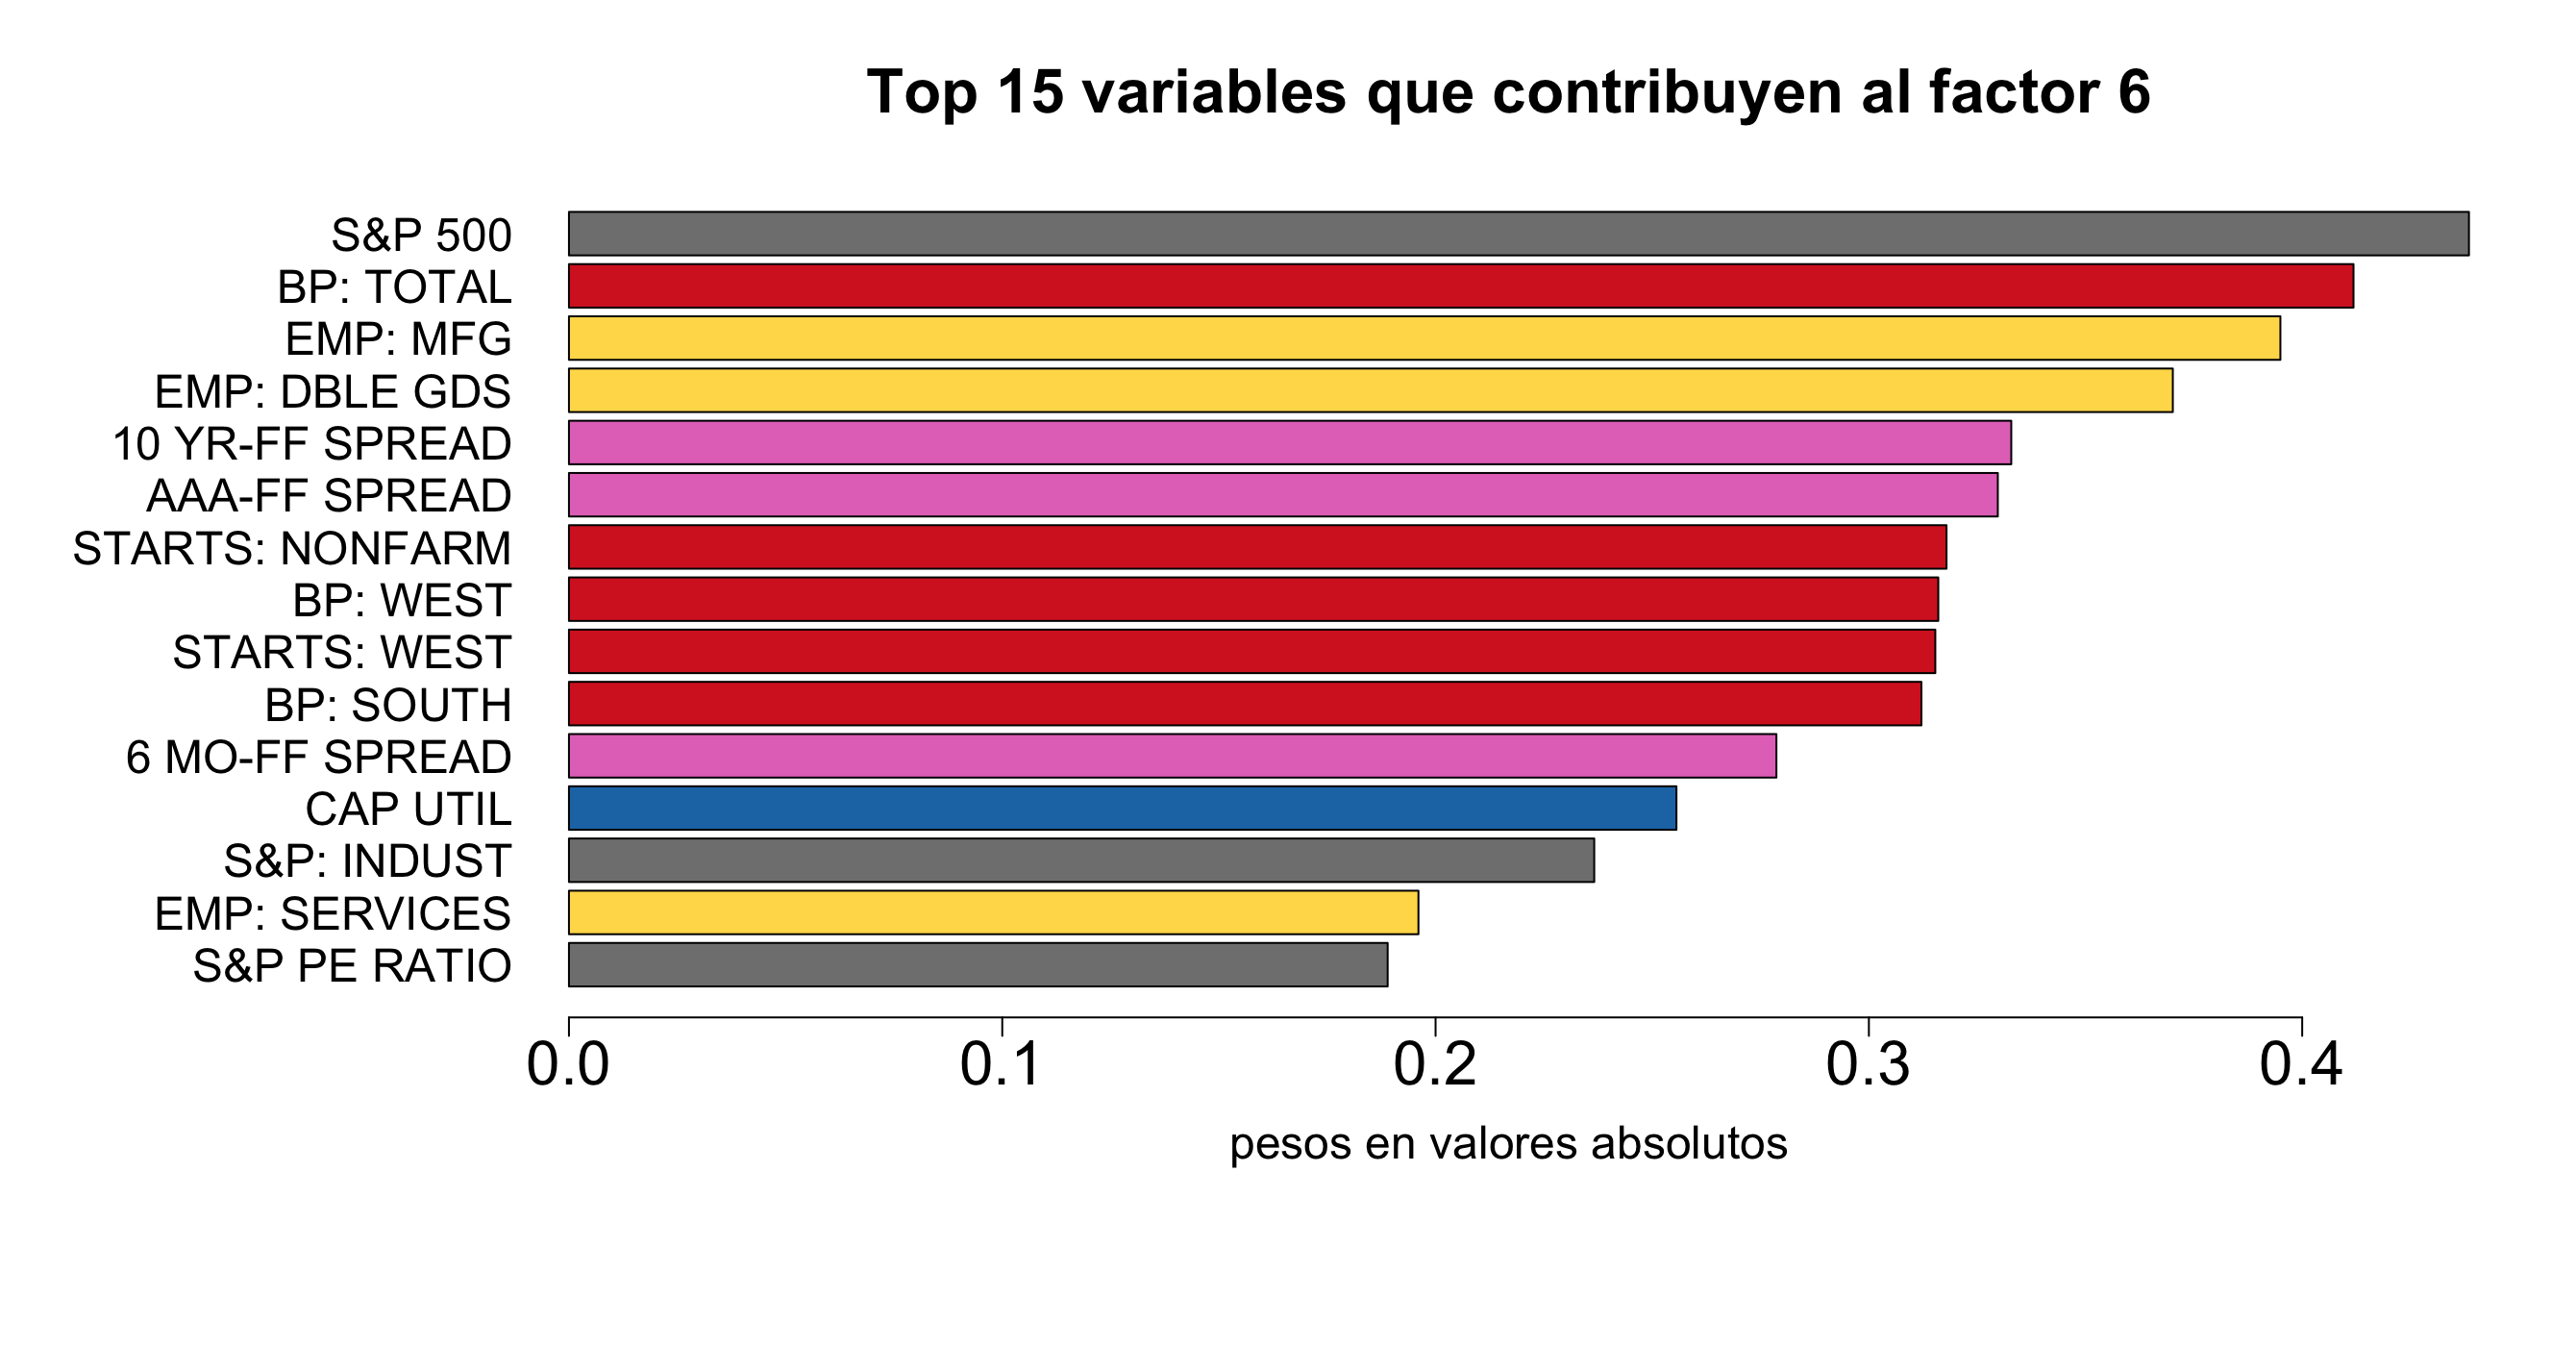 Top 15 variables que contribuyen al factor 6
S&P 500
BP: TOTAL
EMP: MFG
EMP: DBLE GDS
10 YR-FF SPREAD
AAA-FF SPREAD
STARTS: NONFARM
BP: WEST
STARTS: WEST
BP: SOUTH
6 MO-FF SPREAD
CAP UTIL
S&P: INDUST
EMP: SERVICES
S&P PE RATIO
0.0 0.1 0.2 0.3 0.4
pesos en valores absolutos